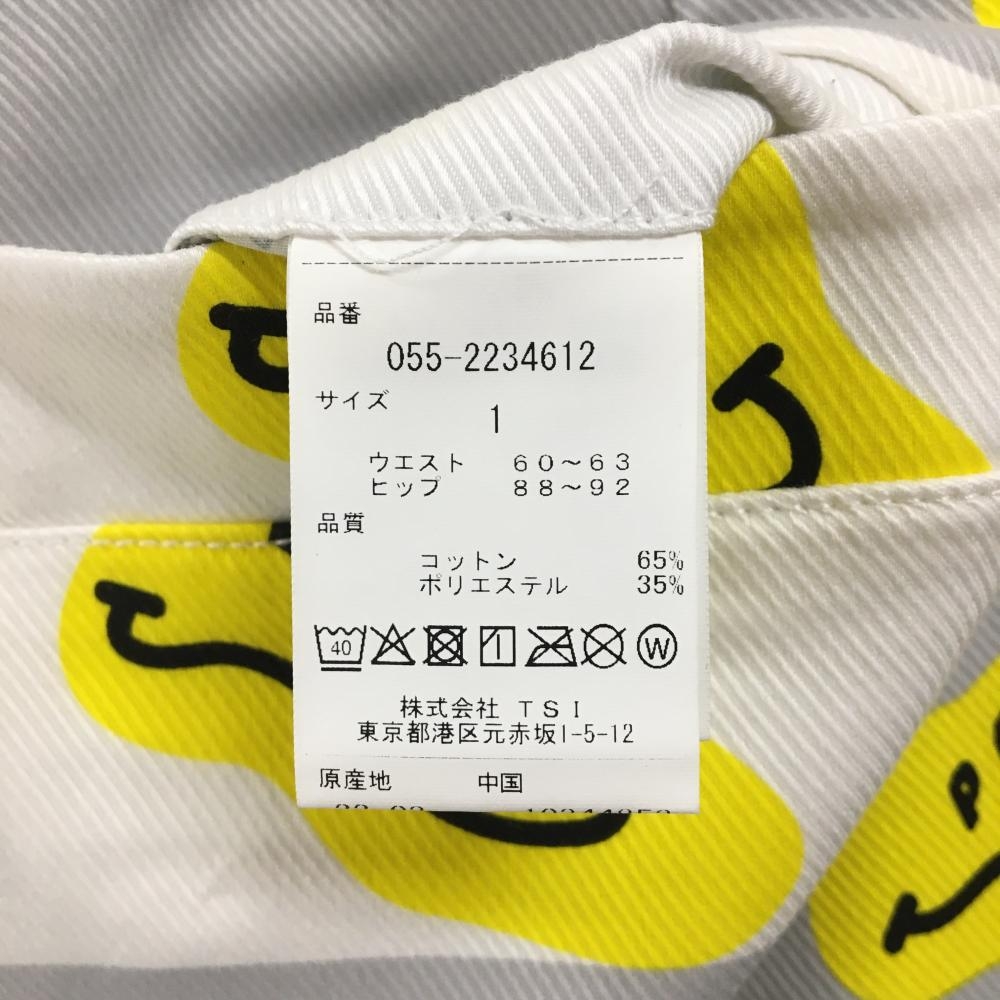 品番
055-2234612
サイズ
1
ウエスト 60～63
ヒップ 88～92
品質
コットン 65%
ポリエステル 35%
40 W
株式会社 TSI
東京都港区元赤坂1-5-12
原産地 中国